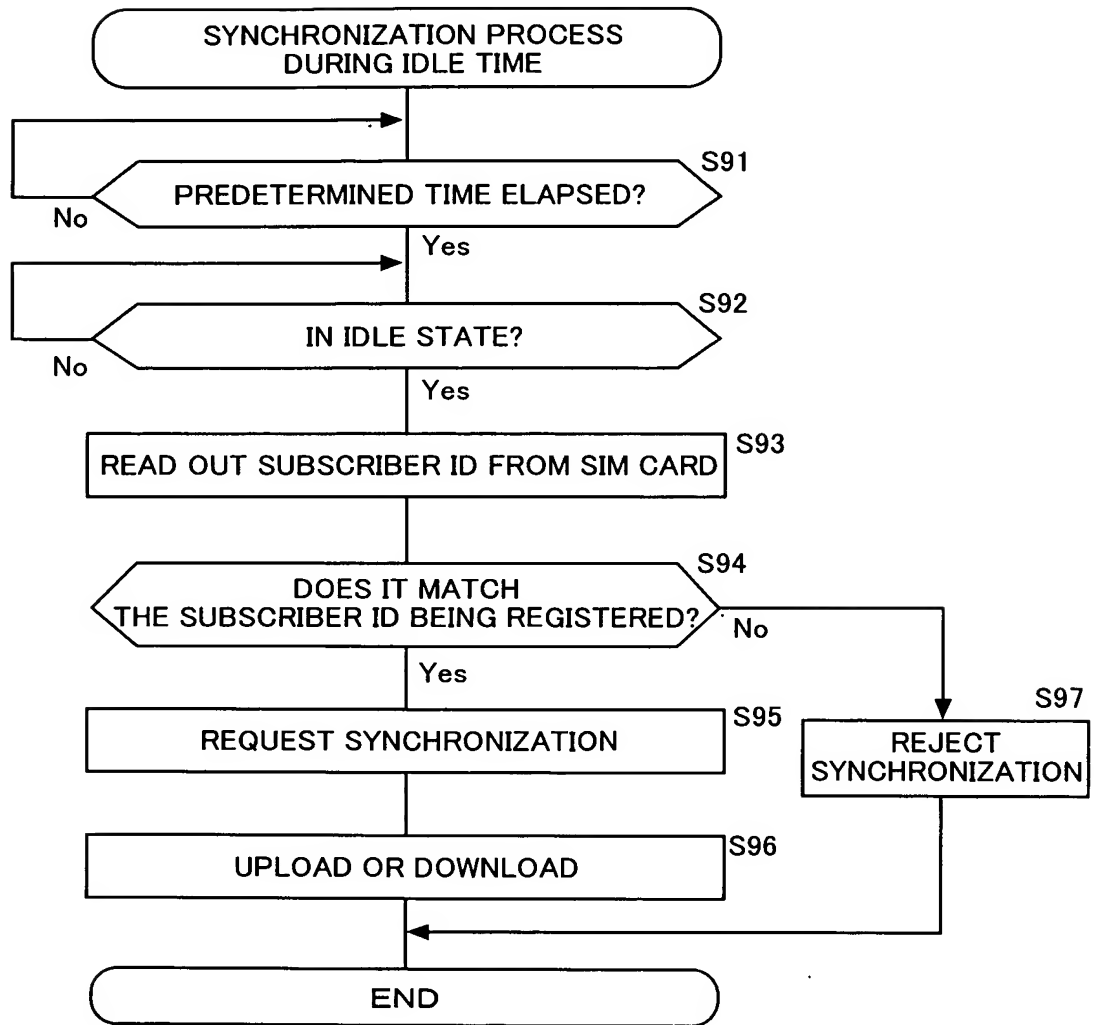 SYNCHRONIZATION PROCESS
DURING IDLE TIME
S91
PREDETERMINED TIME ELAPSED?
No
Yes
S92
IN IDLE STATE?
No
Yes
S93
READ OUT SUBSCRIBER ID FROM SIM CARD
S94
DOES IT MATCH
THE SUBSCRIBER ID BEING REGISTERED?
No
Yes
S95
REQUEST SYNCHRONIZATION
S97
REJECT
SYNCHRONIZATION
S96
UPLOAD OR DOWNLOAD
END